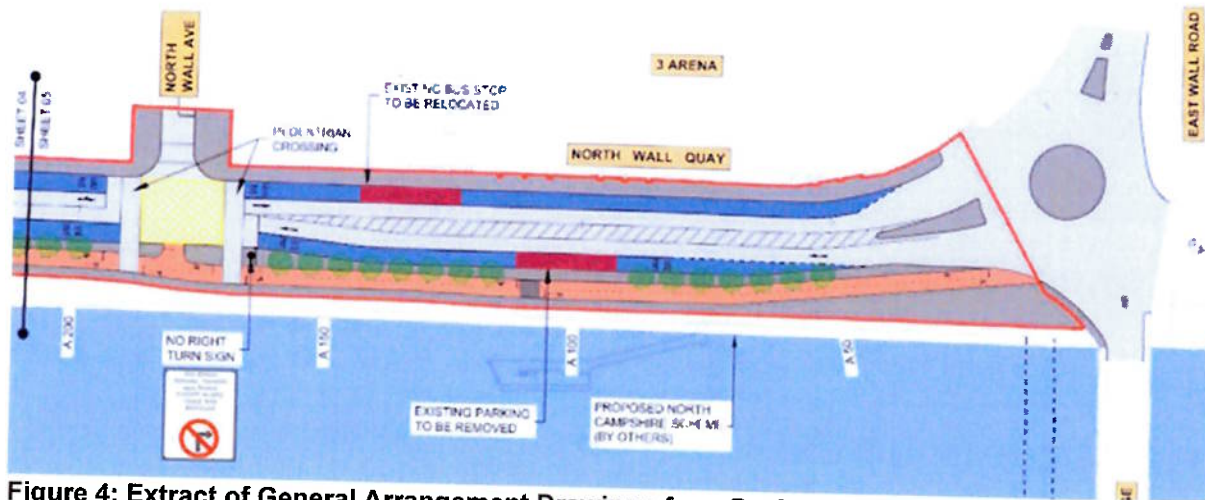 NORTH
WALL AVE
3 ARENA
EAST WALL ROAD
SHEET 04
SHEET 05
EXISTING BUS STOP
TO BE RELOCATED
PEDESTRIAN
CROSSING
NORTH WALL QUAY
A 200
A 150
A 100
A 50
NO RIGHT
TURN SIGN
EXISTING PARKING
TO BE REMOVED
PROPOSED NORTH
CAMPSHIRE SCHEME
(BY OTHERS)
Figure 4: Extract of General Arrangement Drawings